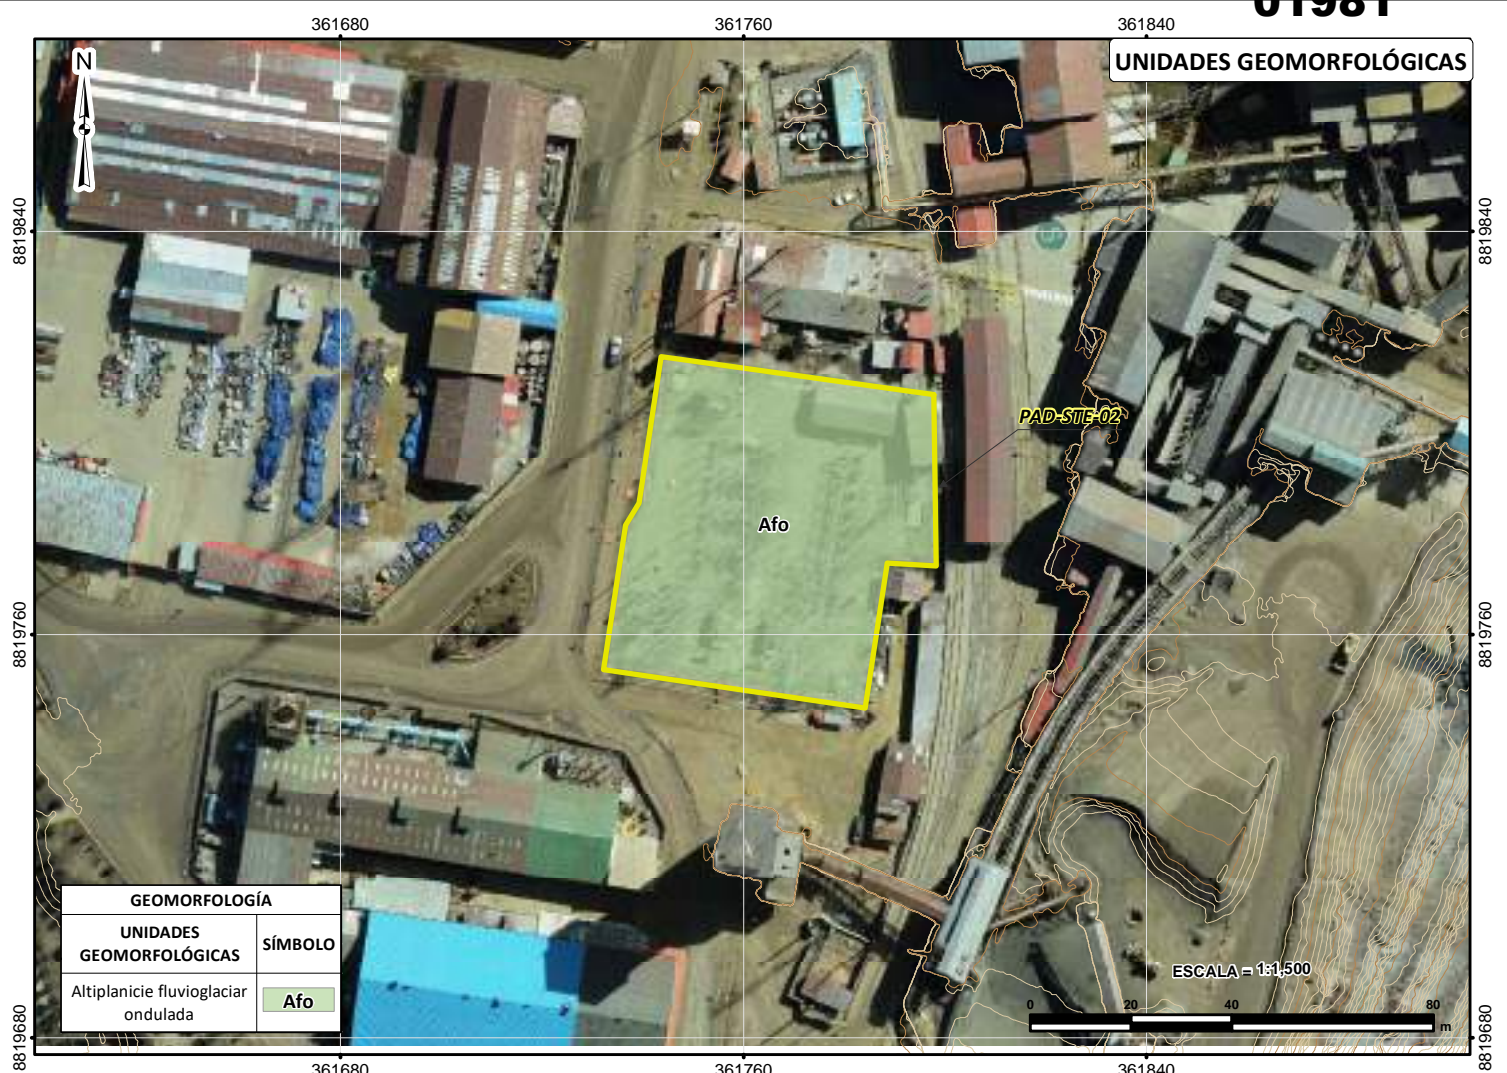 01981
361680
361760
361840
N
UNIDADES GEOMORFOLÓGICAS
8819840
8819840
PAD-STE-02
Afo
8819760
8819760
GEOMORFOLOGÍA
UNIDADES
GEOMORFOLÓGICAS
SÍMBOLO
Altiplanicie fluvioglaciar
ondulada
Afo
ESCALA = 1:1,500
0
20
40
80
m
8819680
8819680
361680
361760
361840